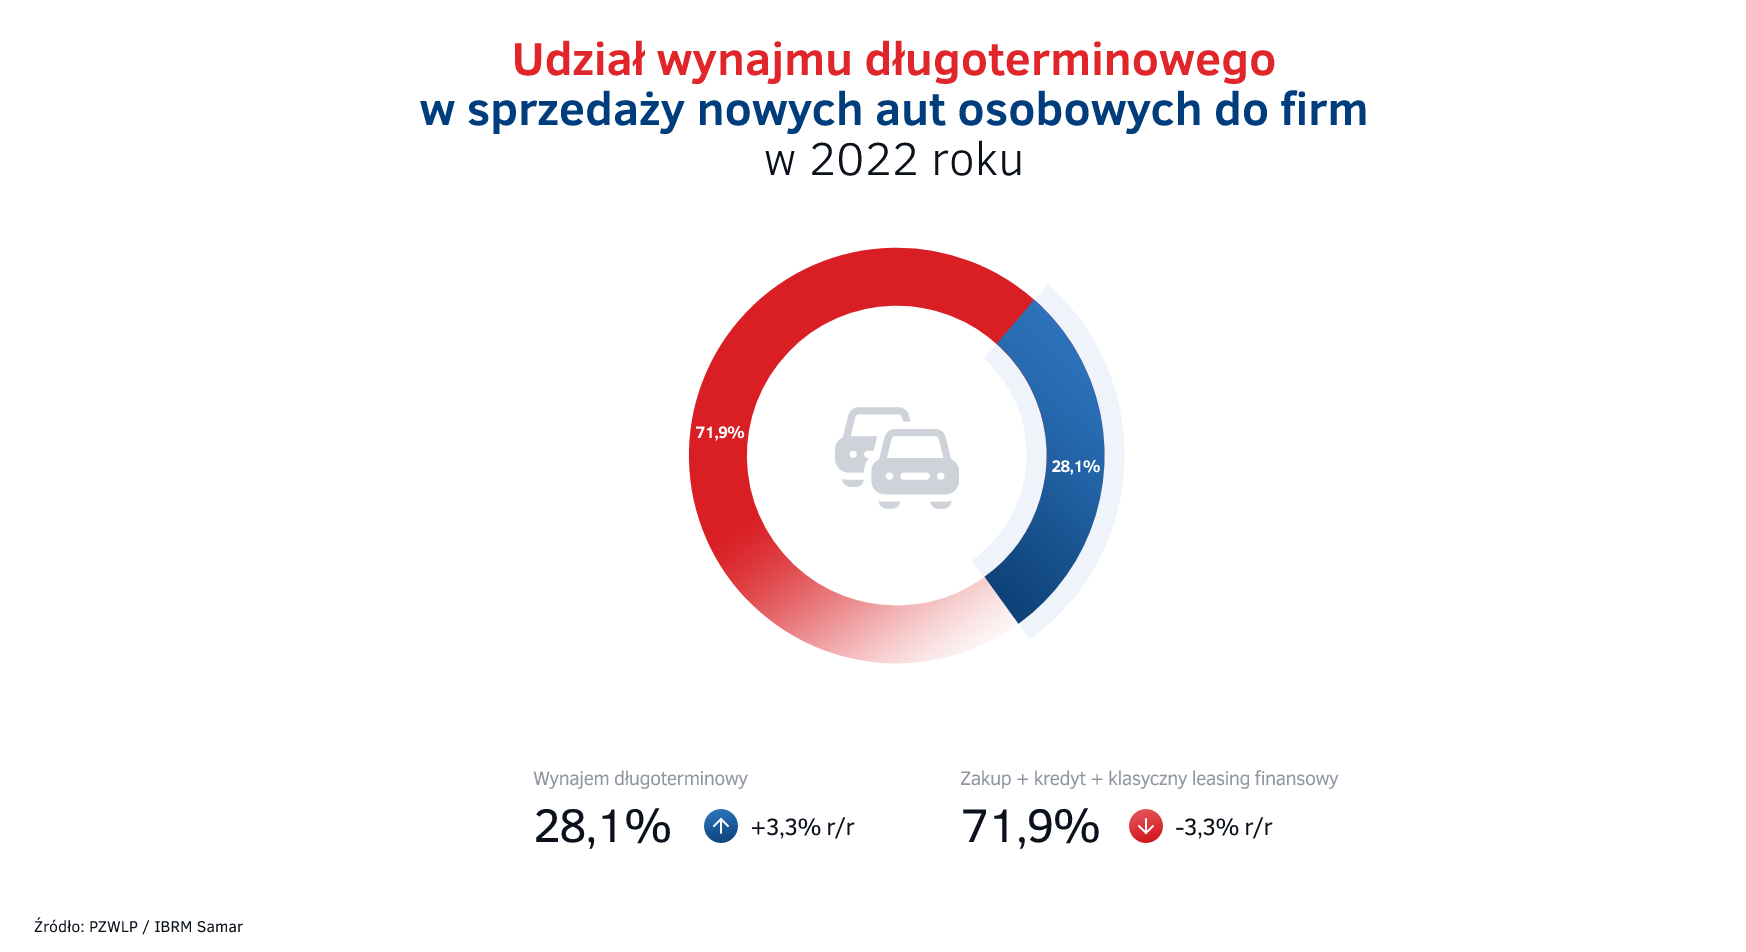 Udział wynajmu długoterminowego
w sprzedaży nowych aut osobowych do firm
w 2022 roku
71,9%
28,1%
Wynajem długoterminowy
28,1%
+3,3% r/r
Zakup + kredyt + klasyczny leasing finansowy
71,9%
-3,3% r/r
Źródło: PZWLP / IBRM Samar